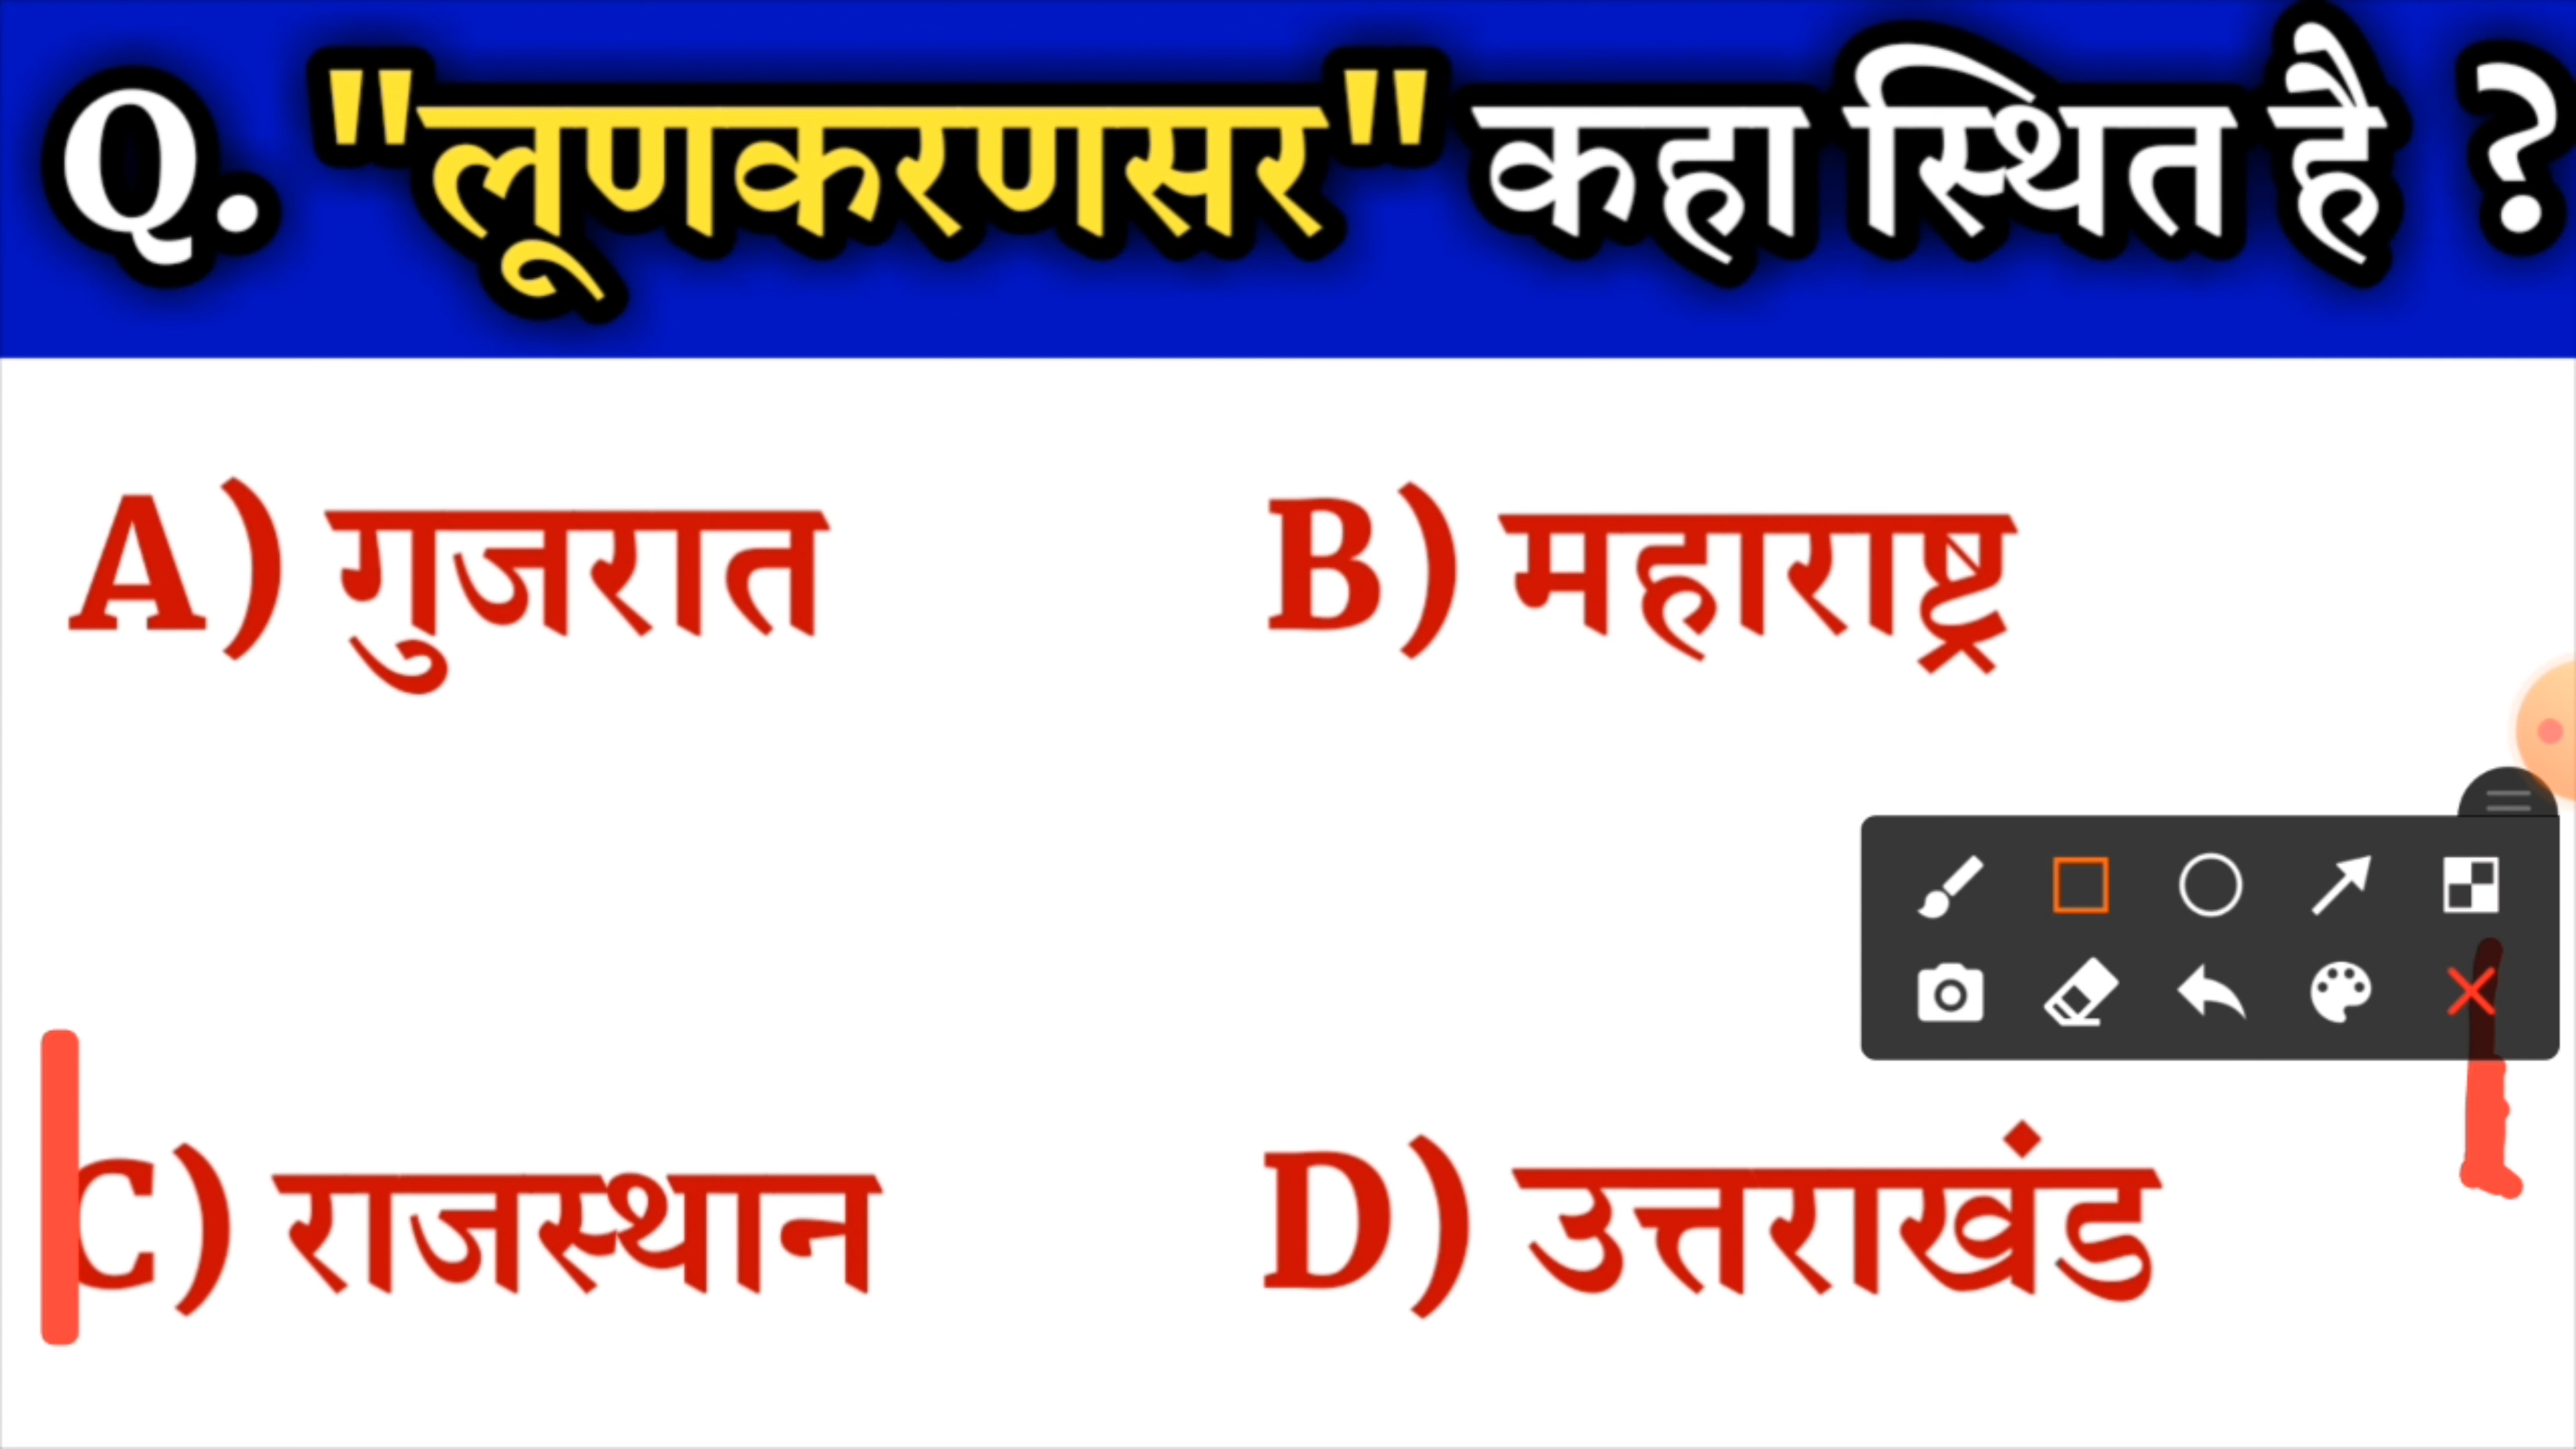 Q. "लूणकरणसर" कहा स्थित है ?
A) गुजरात B) महाराष्ट्र
C) राजस्थान D) उत्तराखंड